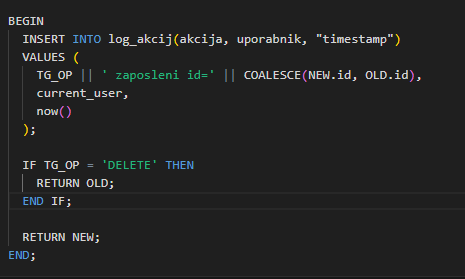 BEGIN
INSERT INTO log_akcij(akcija, uporabnik, "timestamp")
VALUES (
TG_OP || ' zaposleni id=' || COALESCE(NEW.id, OLD.id),
current_user,
now()
);
IF TG_OP = 'DELETE' THEN
RETURN OLD;
END IF;
RETURN NEW;
END;